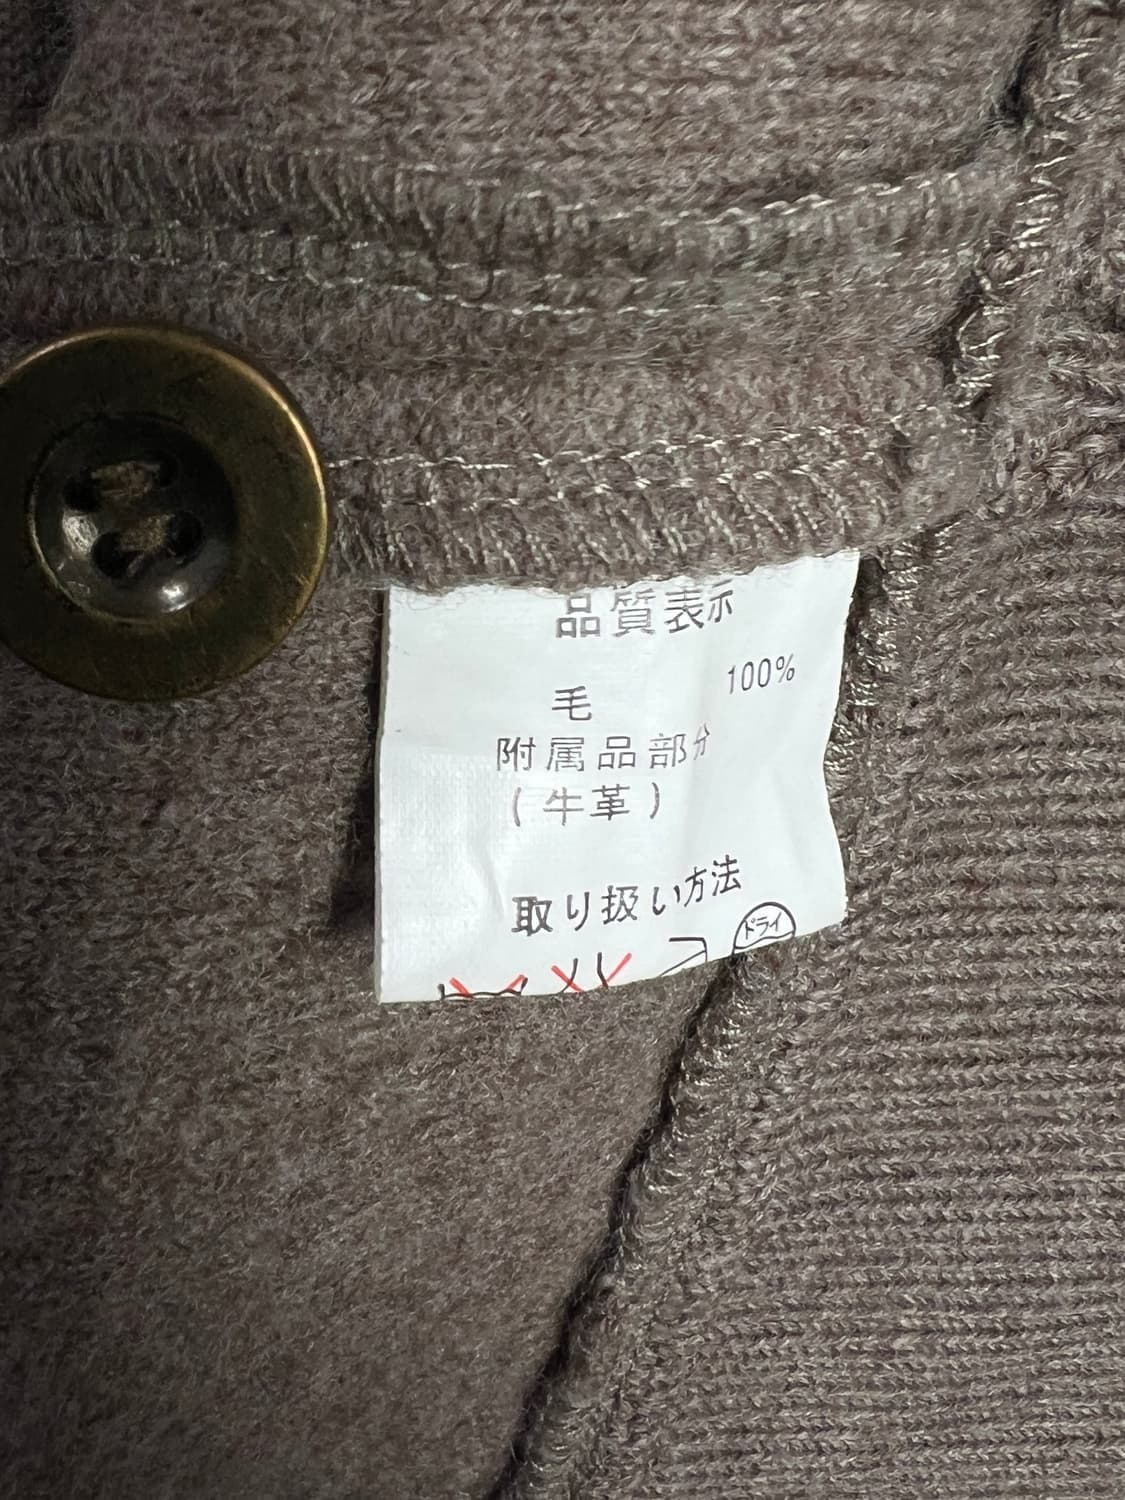 品質表示
毛 100%
附属品部分
(牛革)
取り扱い方法
ドライ